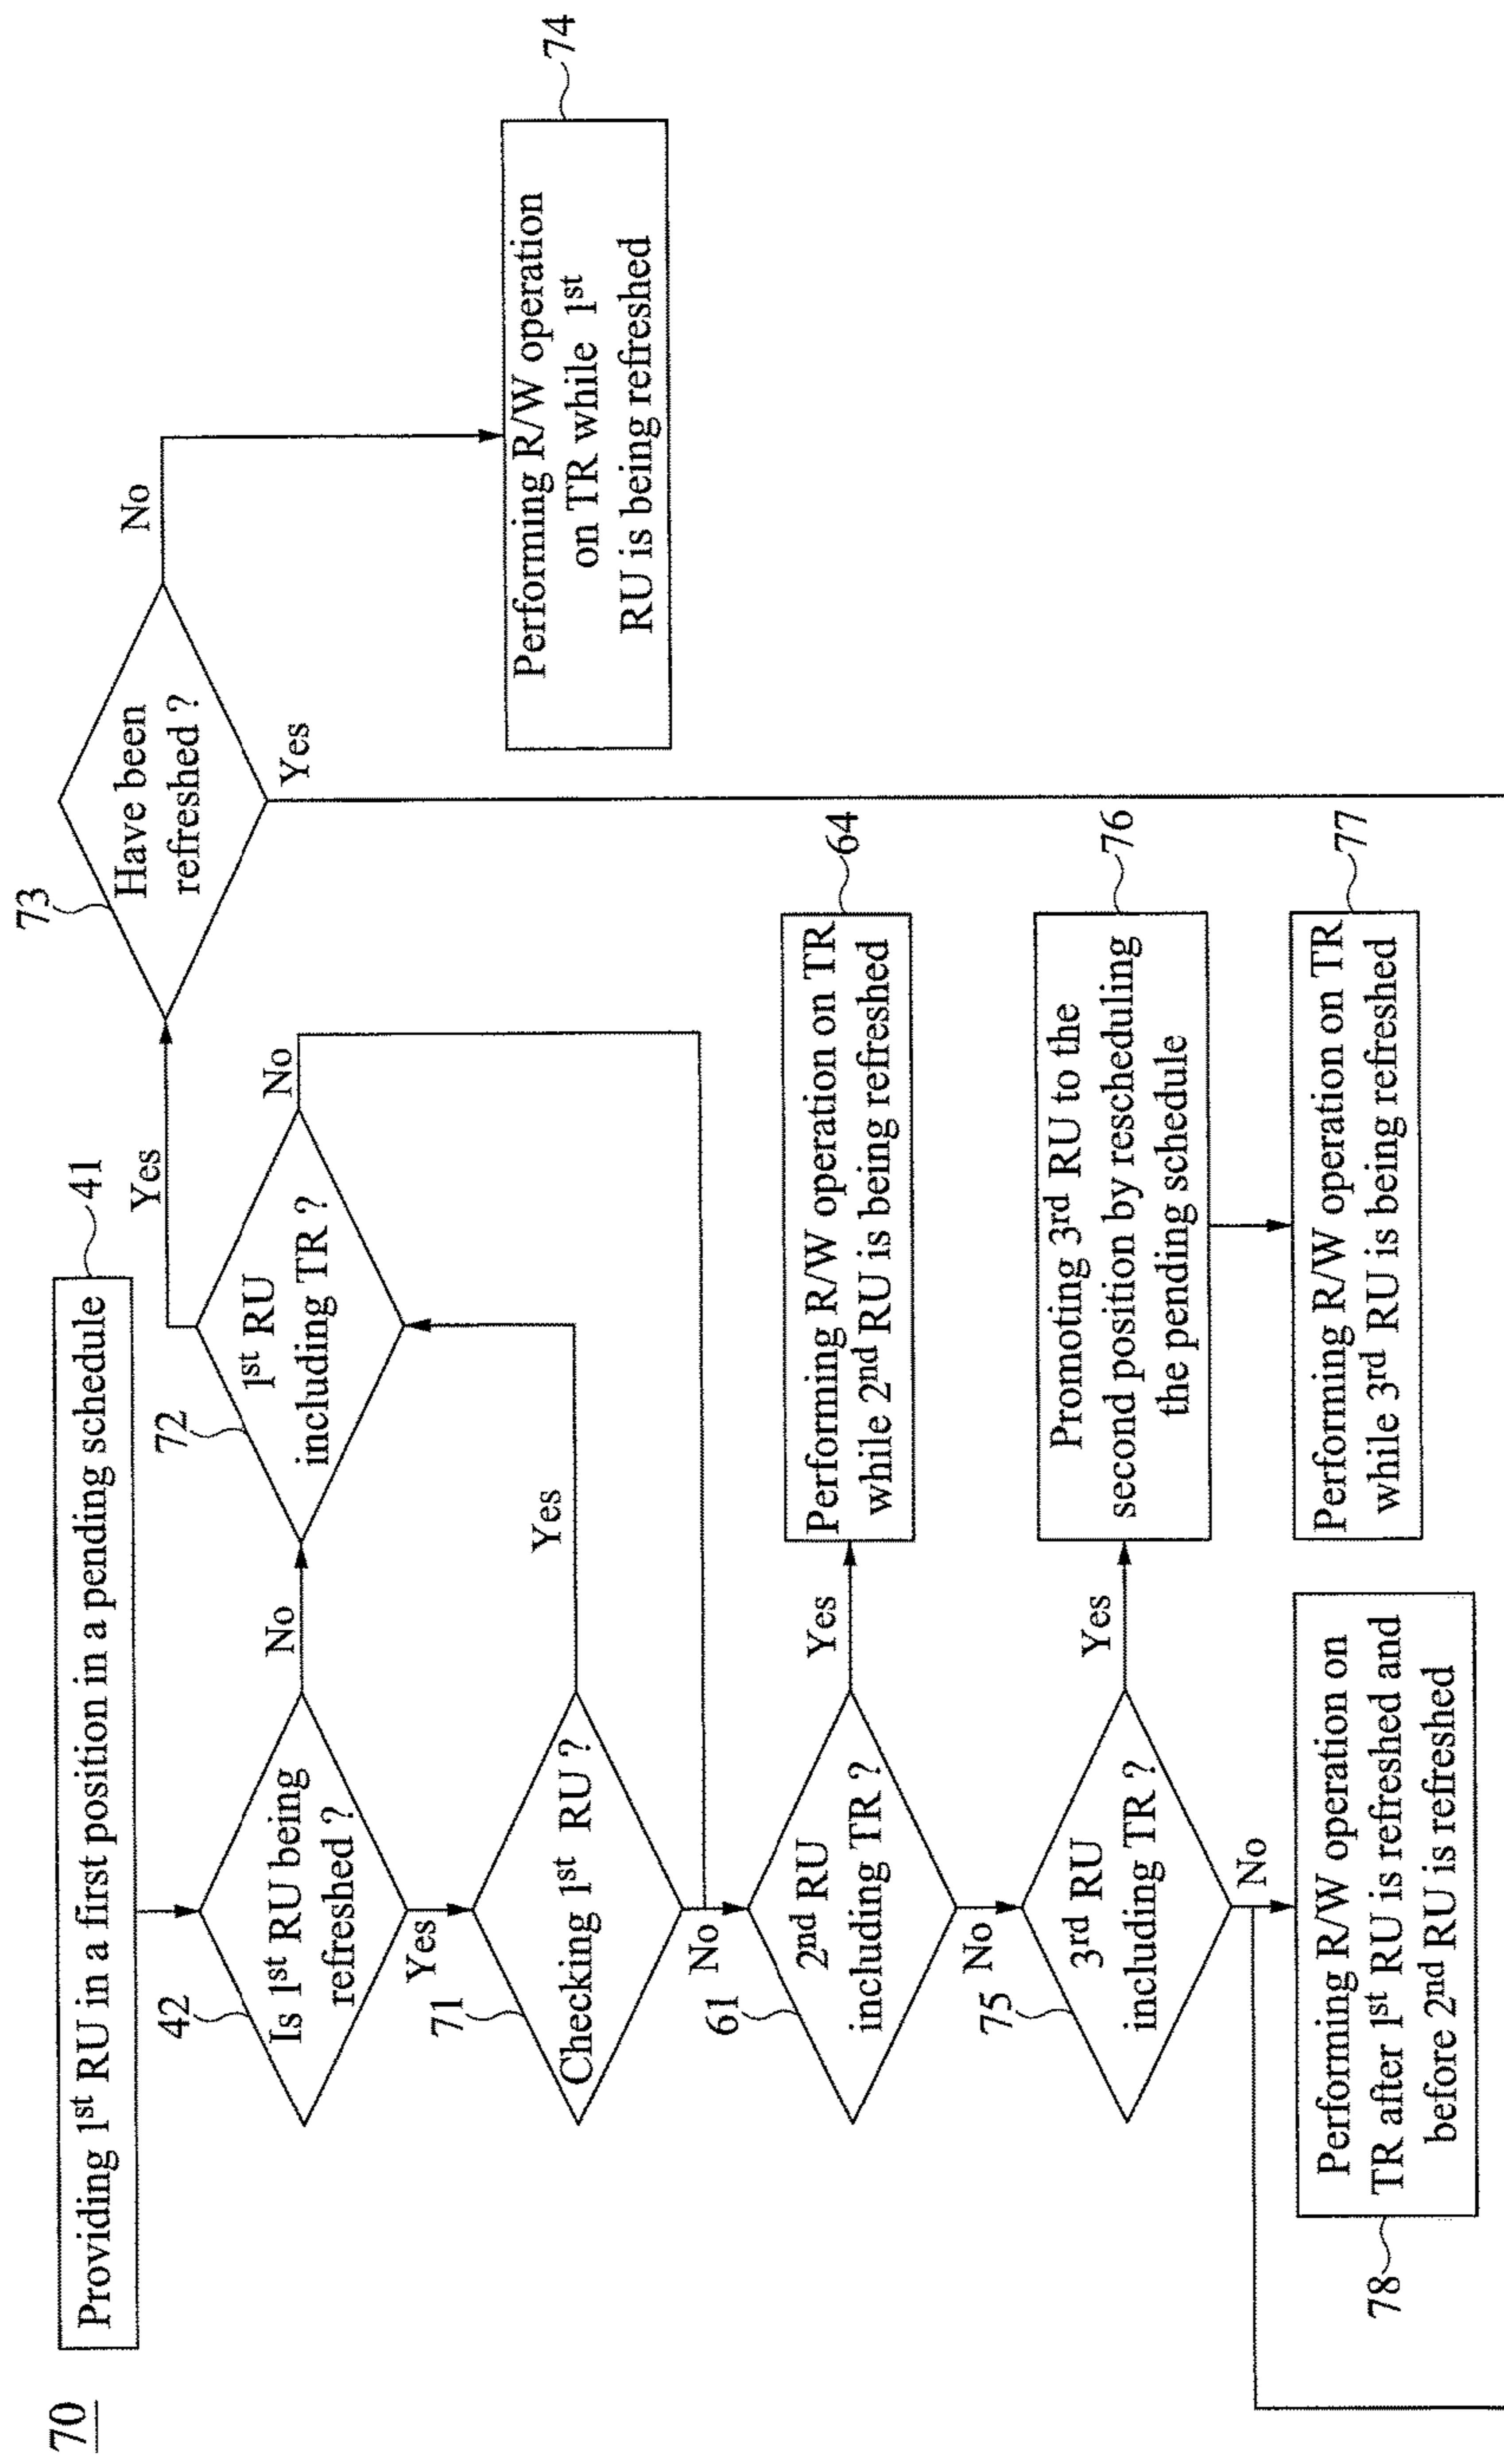 70
Providing 1st RU in a first position in a pending schedule
41
42
Is 1st RU being
refreshed ?
No
Yes
72
1st RU
including TR ?
Yes
No
73
Have been
refreshed ?
No
Yes
74
Performing R/W operation
on TR while 1st
RU is being refreshed
71
Checking 1st RU ?
Yes
No
61
2nd RU
including TR ?
Yes
No
64
Performing R/W operation on TR
while 2nd RU is being refreshed
75
3rd RU
including TR ?
Yes
No
76
Promoting 3rd RU to the
second position by rescheduling
the pending schedule
77
Performing R/W operation on TR
while 3rd RU is being refreshed
78
Performing R/W operation on
TR after 1st RU is refreshed and
before 2nd RU is refreshed